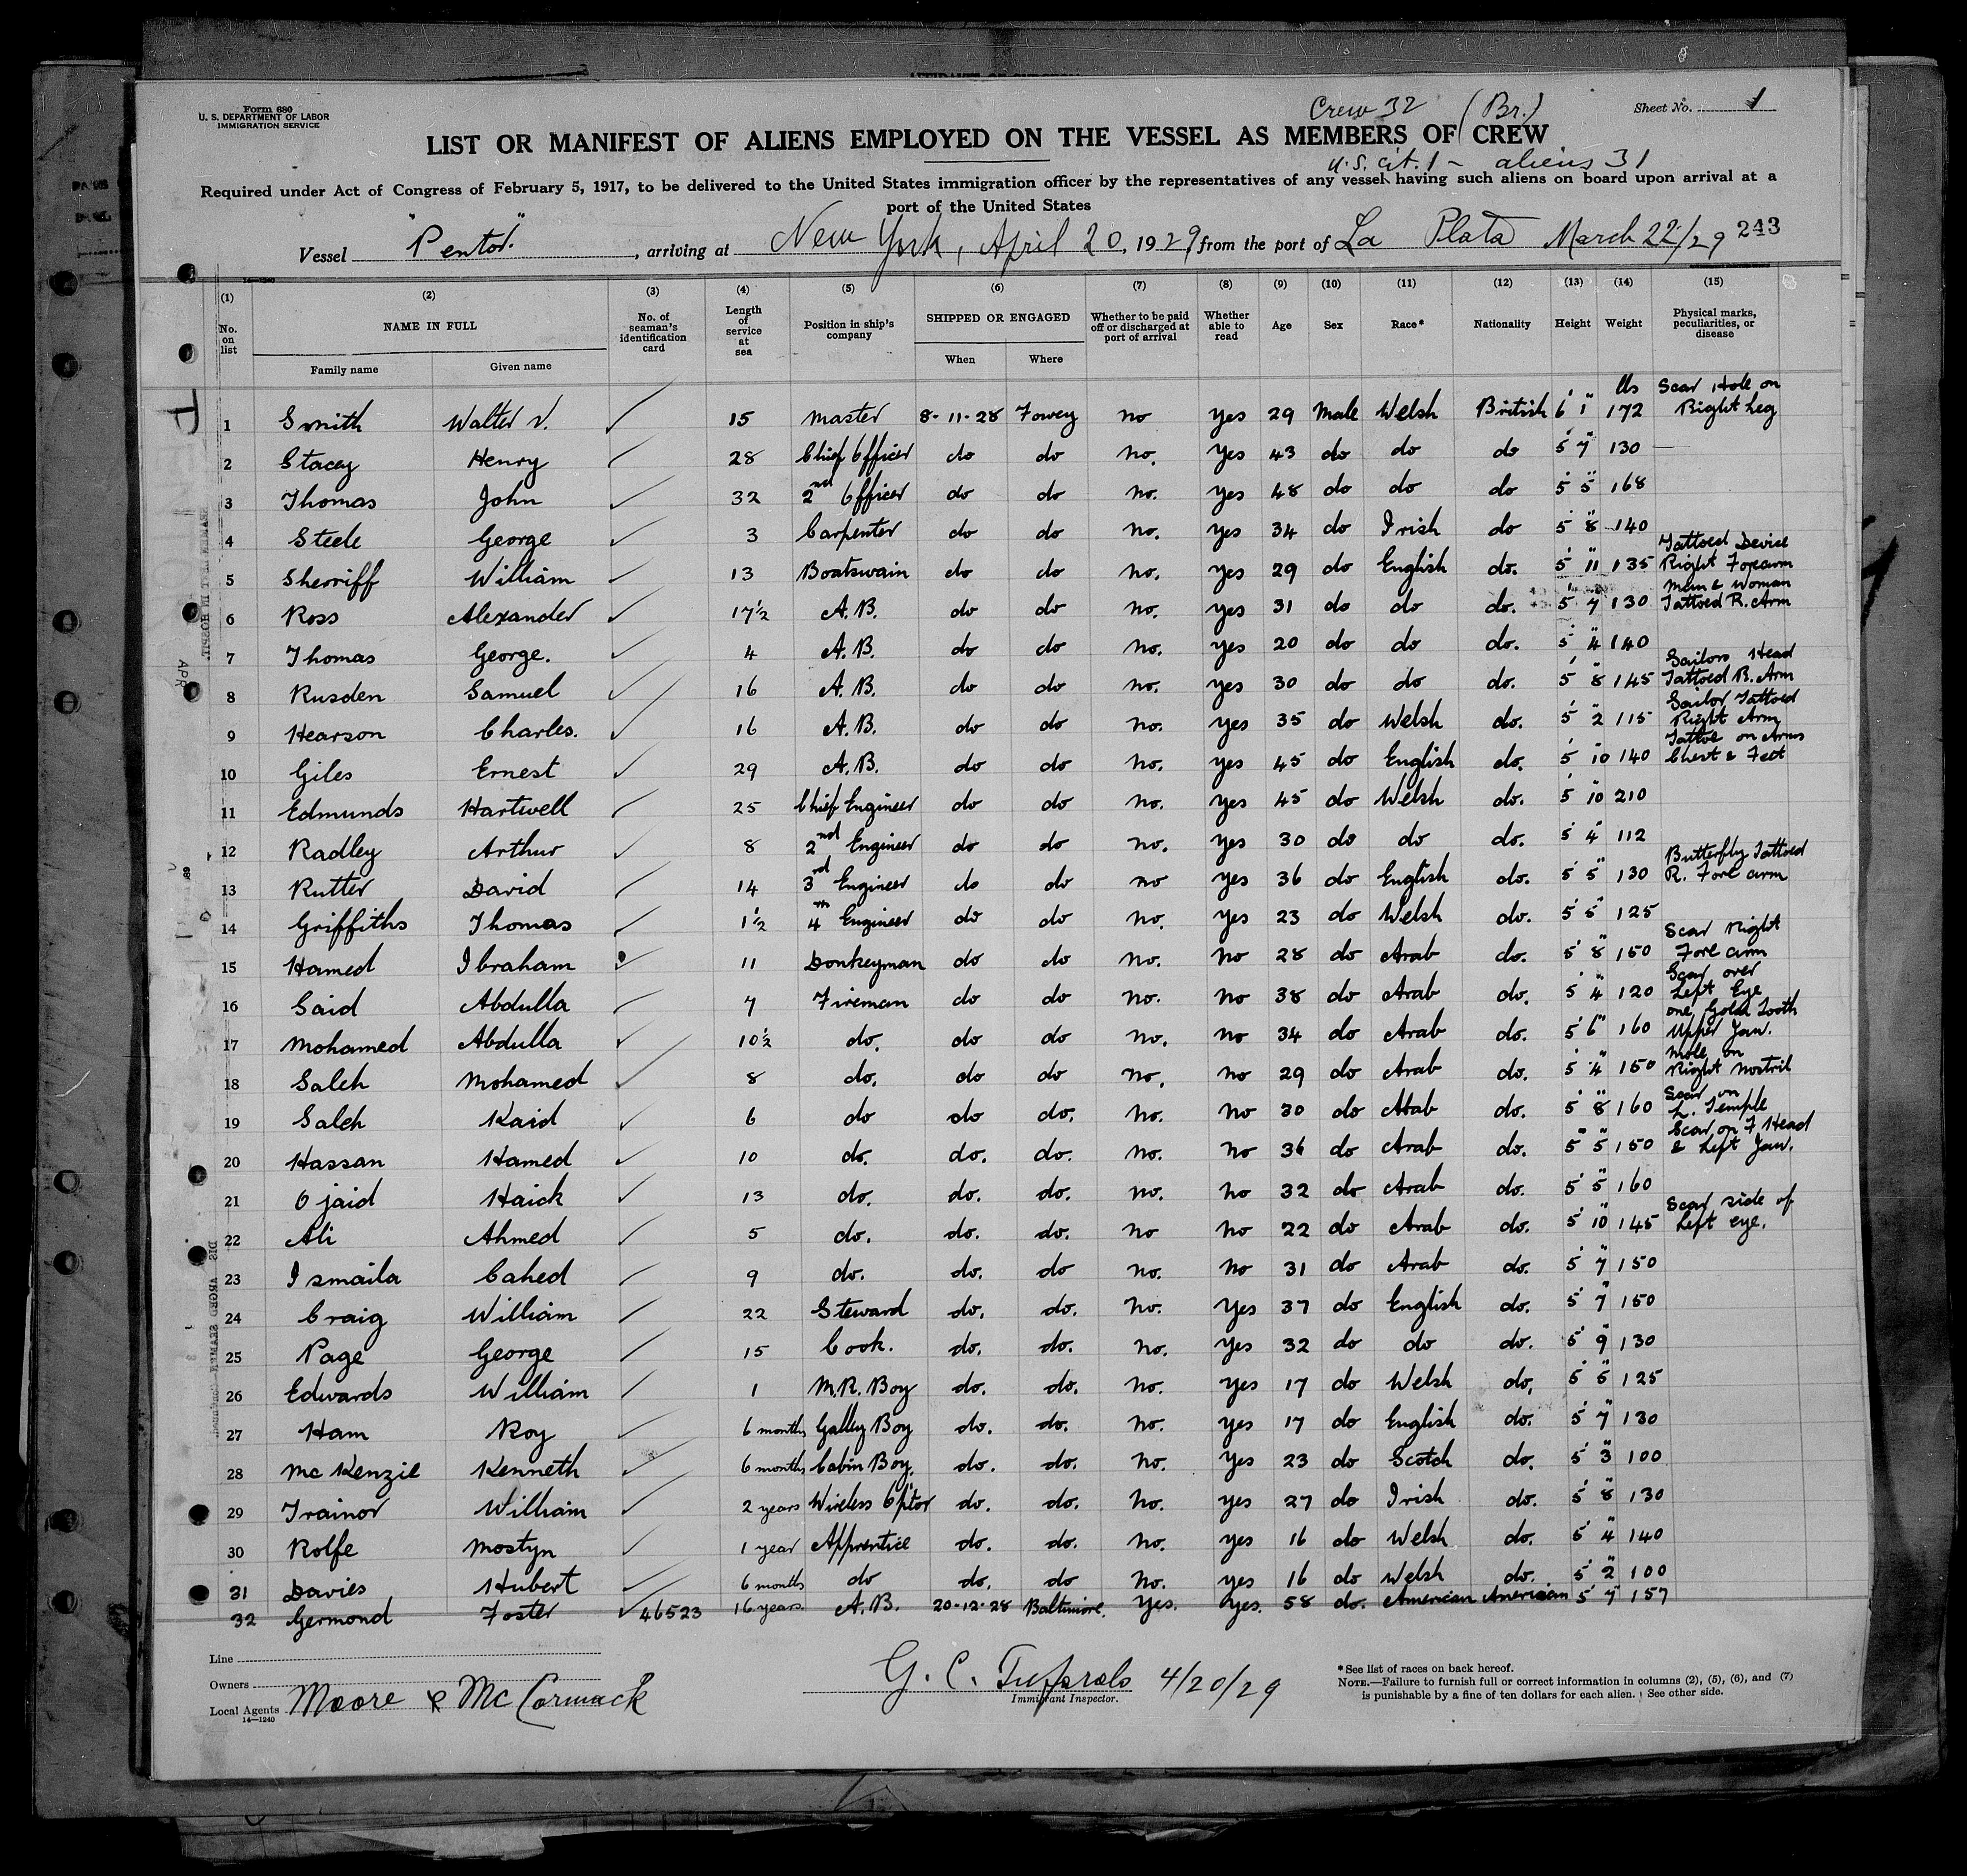 Form 680
U. S. DEPARTMENT OF LABOR
IMMIGRATION SERVICE
Crew 32 (Br.)
Sheet No. 1
LIST OR MANIFEST OF ALIENS EMPLOYED ON THE VESSEL AS MEMBERS OF CREW
U.S. Cit. 1 - aliens 31
Required under Act of Congress of February 5, 1917, to be delivered to the United States immigration officer by the representatives of any vessel having such aliens on board upon arrival at a
port of the United States
Vessel "Pentor", arriving at New York, April 20, 1929 from the port of La Plata March 22/29 243
14—1240
(1) (2) (3) (4) (5) (6) (7) (8) (9) (10) (11) (12) (13) (14) (15)
No. on list NAME IN FULL Family name Given name No. of seaman's identification card Length of service at sea Position in ship's company SHIPPED OR ENGAGED When Where Whether to be paid off or discharged at port of arrival Whether able to read Age Sex Race* Nationality Height Weight Physical marks, peculiarities, or disease
1 Smith Walter V. 15 Master 8-11-28 Fowey no yes 29 Male Welsh British 6' 1" 172 lbs Scar Hole on Right Leg
2 Stacey Henry 28 Chief Officer do do no. yes 43 do do do 5' 7" 130 —
3 Thomas John 32 2nd Officer do do no. yes 48 do do do 5' 5" 168
4 Steele George 3 Carpenter do do no. yes 34 do Irish do 5' 8" 140
5 Sherriff William 13 Boatswain do do no. yes 29 do English do. 5' 11" 135 Tattoed Device Right Forearm
6 Ross Alexander 17½ A.B. do do no. yes 31 do do do. 5' 7" 130 Man & Woman Tattoed R. Arm
7 Thomas George. 4 A.B. do do no. yes 20 do do do. 5' 4" 140
8 Rusden Samuel 16 A.B. do do no. yes 30 do do do. 5' 8" 145 Sailors Head Tattoed R. Arm
9 Hearson Charles. 16 A.B. do do no. yes 35 do Welsh do. 5' 2" 115 Sailor Tattoed Right Arm
10 Giles Ernest 29 A.B. do do no. yes 45 do English do. 5' 10" 140 Tattoe on Arms Chest & Feet
11 Edmunds Hartwell 25 Chief Engineer do do no. yes 45 do Welsh do. 5' 10" 210
12 Radley Arthur 8 2nd Engineer do do no. yes 30 do do do. 5' 4" 112
13 Rutter David 14 3rd Engineer do do no yes 36 do English do. 5' 5" 130 Butterfly Tattoed R. Fore arm
14 Griffiths Thomas 1½ 4th Engineer do do no. yes 23 do Welsh do. 5' 5" 125
15 Hamed Ibraham 11 Donkeyman do do no. no 28 do Arab do. 5' 8" 150 Scar Right Fore arm
16 Said Abdulla 7 Fireman do do no. no 38 do Arab do. 5' 4" 120 Scar over Left Eye
17 Mohamed Abdulla 10½ do. do do no. no 34 do Arab do. 5' 6" 160 one Gold Tooth Upper Jaw.
18 Saleh Mohamed 8 do. do do no. no 29 do Arab do. 5' 4" 150 Mole on Right Nostril
19 Saleh Kaid 6 do do do. no. no 30 do Arab do. 5' 8" 160 Scar on L. Temple
20 Hassan Hamed 10 do. do. do. no. no 36 do Arab do. 5' 5" 150 Scar on F Head & Left Jaw.
21 Ojaid Haick 13 do. do. do. no. no 32 do Arab do. 5' 5" 160
22 Ali Ahmed 5 do. do. do. no no 22 do Arab do. 5' 10" 145 Scar side of Left eye.
23 Ismaila Cahed 9 do. do. do no. no 31 do Arab do. 5' 7" 150
24 Craig William 22 Steward do. do. no. yes 37 do English do. 5' 7" 150
25 Page George 15 Cook. do. do. no. yes 32 do do do. 5' 9" 130
26 Edwards William 1 M.R. Boy do. do. no. yes 17 do Welsh do. 5' 5" 125
27 Ham Roy 6 months Galley Boy do. do. no. yes 17 do English do. 5' 7" 130
28 McKenzie Kenneth 6 months Cabin Boy. do. do. no. yes 23 do Scotch do. 5' 3" 100
29 Trainor William 2 years Wireless Optor do. do. no. yes 27 do Irish do. 5' 8" 130
30 Rolfe Mostyn 1 year Apprentice do. do. no. yes 16 do Welsh do. 5' 4" 140
31 Davies Hubert 6 months do do. do no. yes 16 do Welsh do. 5' 2" 100
32 Germond Foster 46523 16 years. A.B. 20-12-28 Baltimore. Yes. Yes. 58 do. American American 5' 7" 157
Line
Owners
Local Agents Moore & McCormack
14—1240
G. C. 4/20/29
Immigrant Inspector.
*See list of races on back hereof.
NOTE.—Failure to furnish full or correct information in columns (2), (5), (6), and (7)
is punishable by a fine of ten dollars for each alien. See other side.